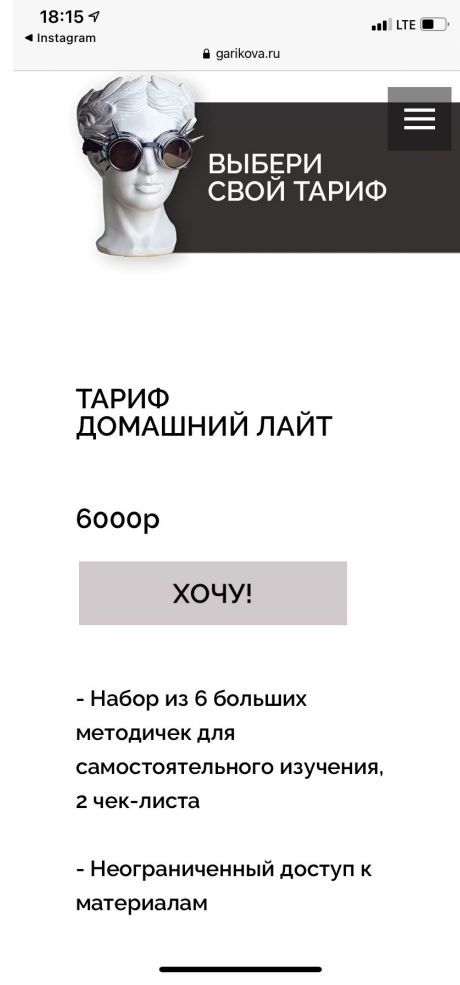 18:15
◀ Instagram
LTE
garikova.ru
ВЫБЕРИ
СВОЙ ТАРИФ
ТАРИФ
ДОМАШНИЙ ЛАЙТ
6000р
ХОЧУ!
- Набор из 6 больших
методичек для
самостоятельного изучения,
2 чек-листа
- Неограниченный доступ к
материалам